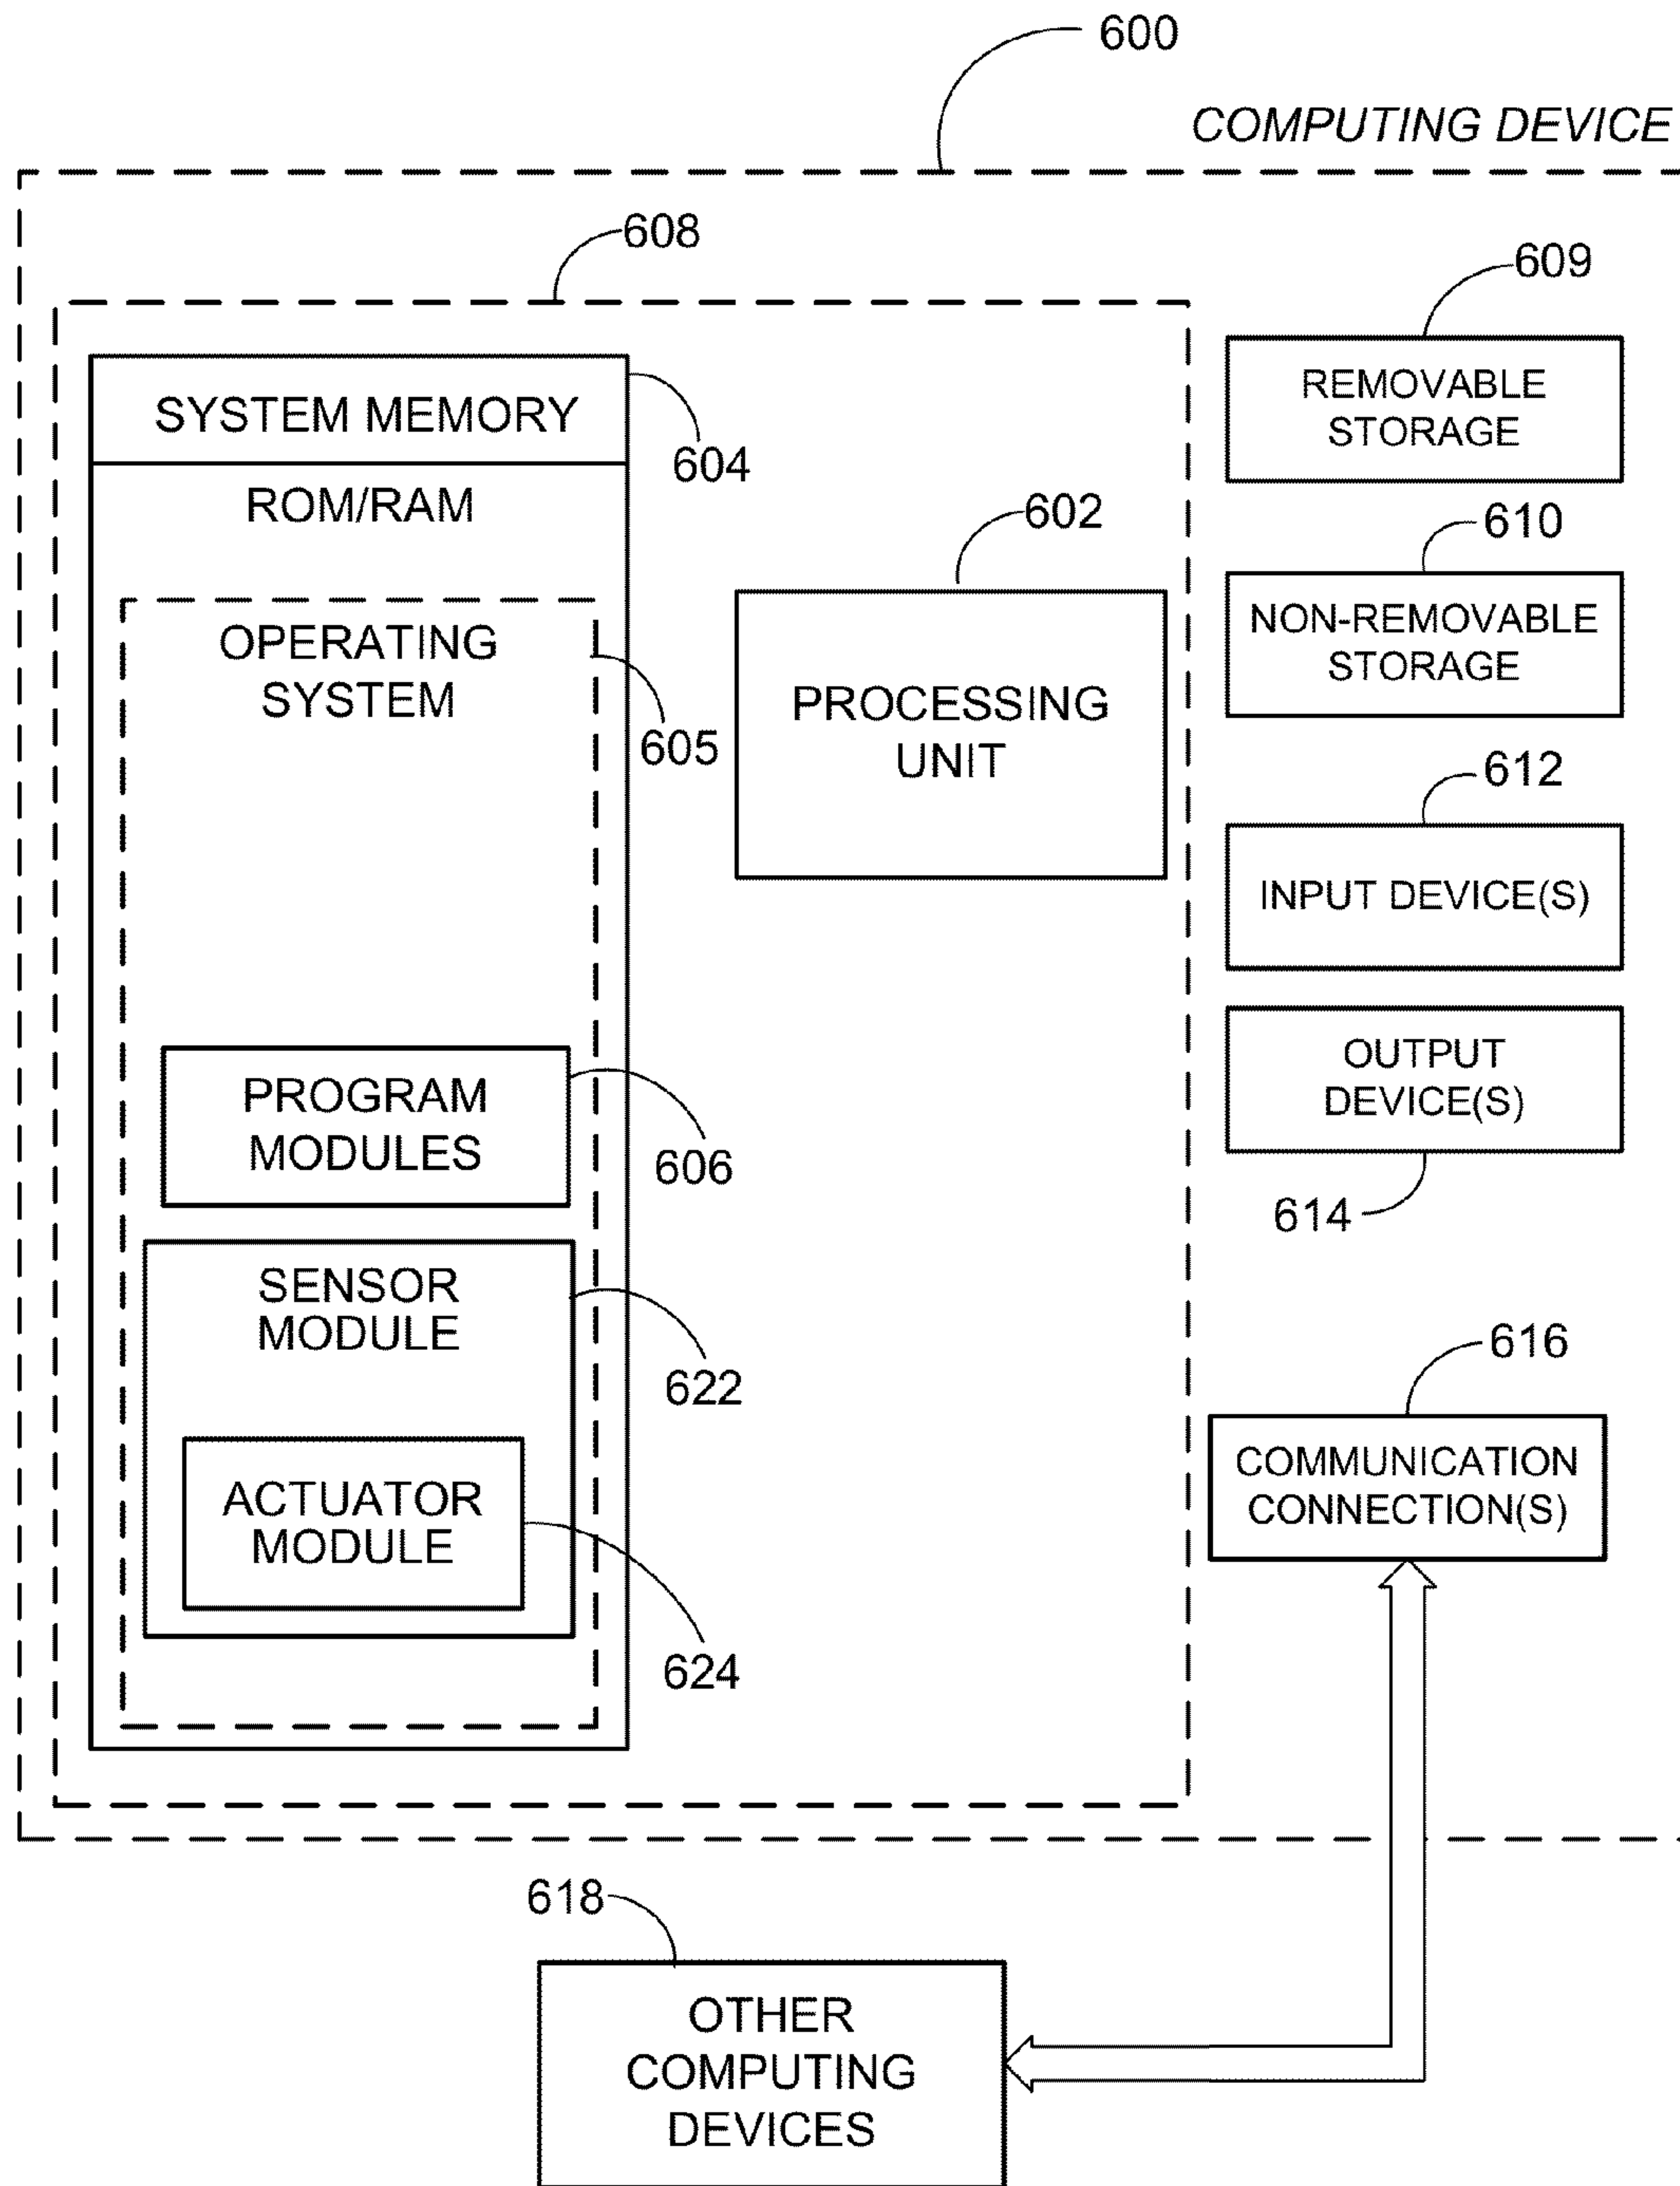 600
COMPUTING DEVICE
608
609
SYSTEM MEMORY
604
ROM/RAM
OPERATING
SYSTEM
605
602
PROCESSING
UNIT
REMOVABLE
STORAGE
610
NON-REMOVABLE
STORAGE
612
INPUT DEVICE(S)
OUTPUT
DEVICE(S)
614
PROGRAM
MODULES
606
SENSOR
MODULE
622
ACTUATOR
MODULE
624
616
COMMUNICATION
CONNECTION(S)
618
OTHER
COMPUTING
DEVICES